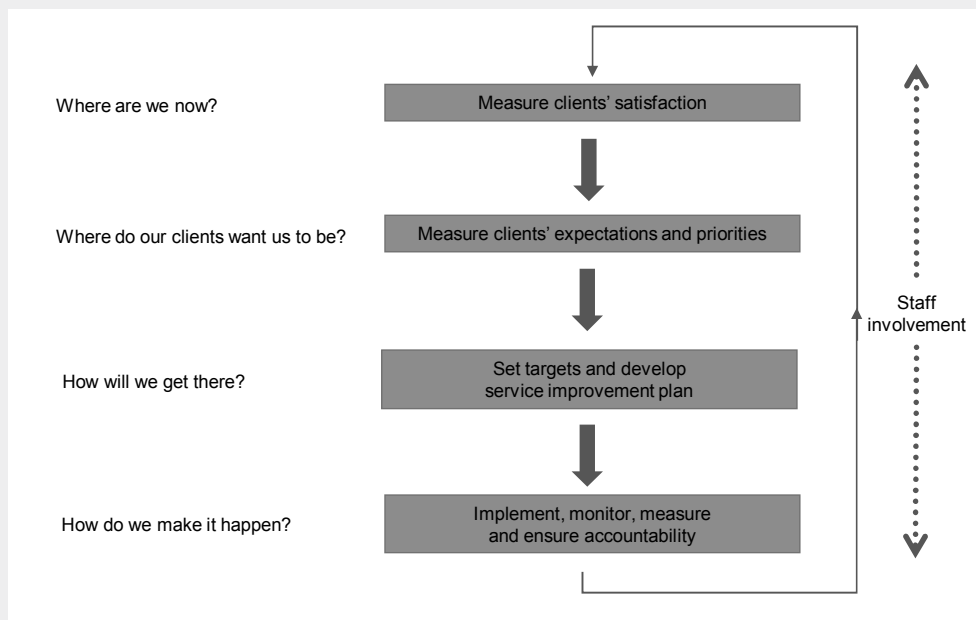 Where are we now?
Measure clients’ satisfaction
Where do our clients want us to be?
Measure clients’ expectations and priorities
Staff
involvement
How will we get there?
Set targets and develop
service improvement plan
How do we make it happen?
Implement, monitor, measure
and ensure accountability